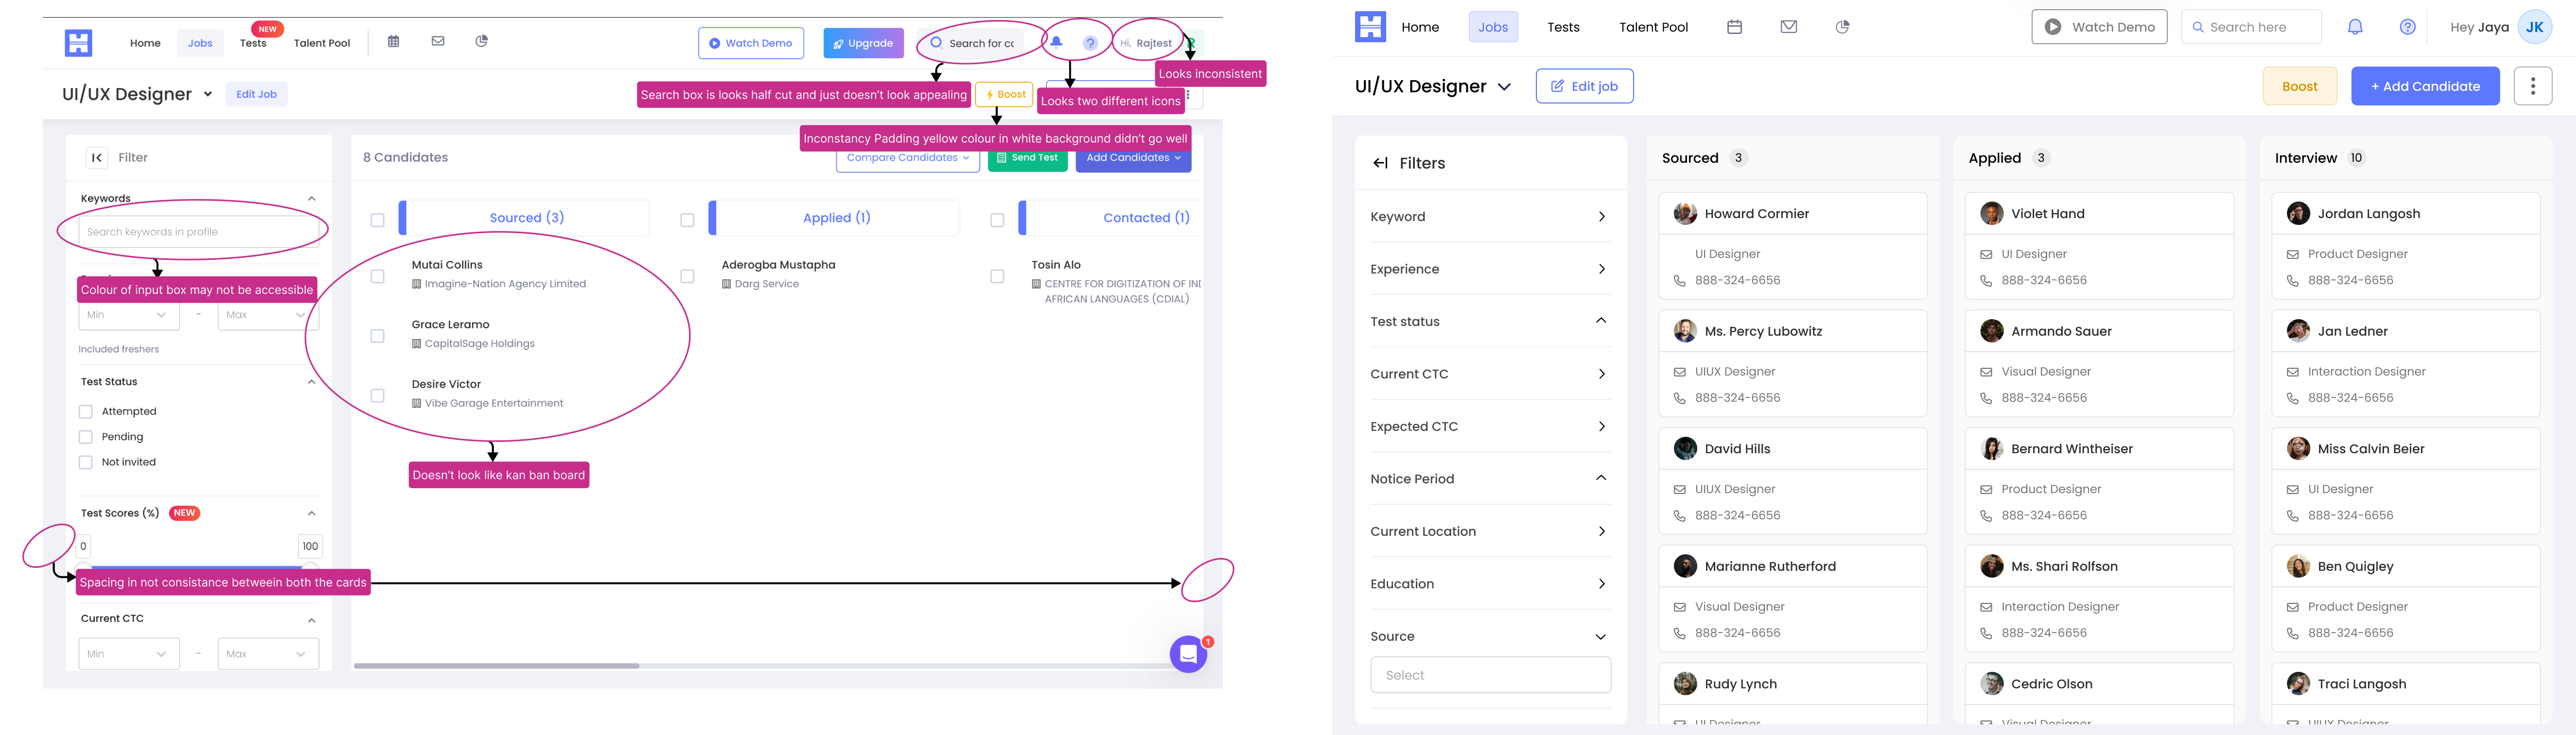 Home
Jobs
NEW
Tests
Talent Pool
Watch Demo
Upgrade
Search for
Hi, Rajtest
Looks inconsistent
UI/UX Designer
Edit Job
Search box is looks half cut and just doesn't look appealing
Boost
Looks two different icons
Inconstancy Padding yellow colour in white background didn't go well
Filter
8 Candidates
Compare Candidates
Send Test
Add Candidates
Keywords
Search keywords in profile
Colour of input box may not be accessible
Min
-
Max
Included freshers
Test Status
Attempted
Pending
Not invited
Test Scores (%)
NEW
0
100
Spacing in not consistance betweein both the cards
Current CTC
Min
-
Max
Sourced (3)
Mutai Collins
Imagine-Nation Agency Limited
Grace Leramo
CapitalSage Holdings
Desire Victor
Vibe Garage Entertainment
Doesn't look like kan ban board
Applied (1)
Aderogba Mustapha
Darg Service
Contacted (1)
Tosin Alo
CENTRE FOR DIGITIZATION OF
AFRICAN LANGUAGES (CDIAL)
1
Home
Jobs
Tests
Talent Pool
Watch Demo
Search here
Hey Jaya
JK
UI/UX Designer
Edit job
Boost
+ Add Candidate
Filters
Keyword
Experience
Test status
Current CTC
Expected CTC
Notice Period
Current Location
Education
Source
Select
Sourced 3
Howard Cormier
UI Designer
888-324-6656
Ms. Percy Lubowitz
UIUX Designer
888-324-6656
David Hills
UIUX Designer
888-324-6656
Marianne Rutherford
Visual Designer
888-324-6656
Rudy Lynch
UI Designer
Applied 3
Violet Hand
UI Designer
888-324-6656
Armando Sauer
Visual Designer
888-324-6656
Bernard Wintheiser
Product Designer
888-324-6656
Ms. Shari Rolfson
Interaction Designer
888-324-6656
Cedric Olson
Visual Designer
Interview 10
Jordan Langosh
Product Designer
888-324-6656
Jan Ledner
Interaction Designer
888-324-6656
Miss Calvin Beier
UI Designer
888-324-6656
Ben Quigley
Product Designer
888-324-6656
Traci Langosh
UIUX Designer